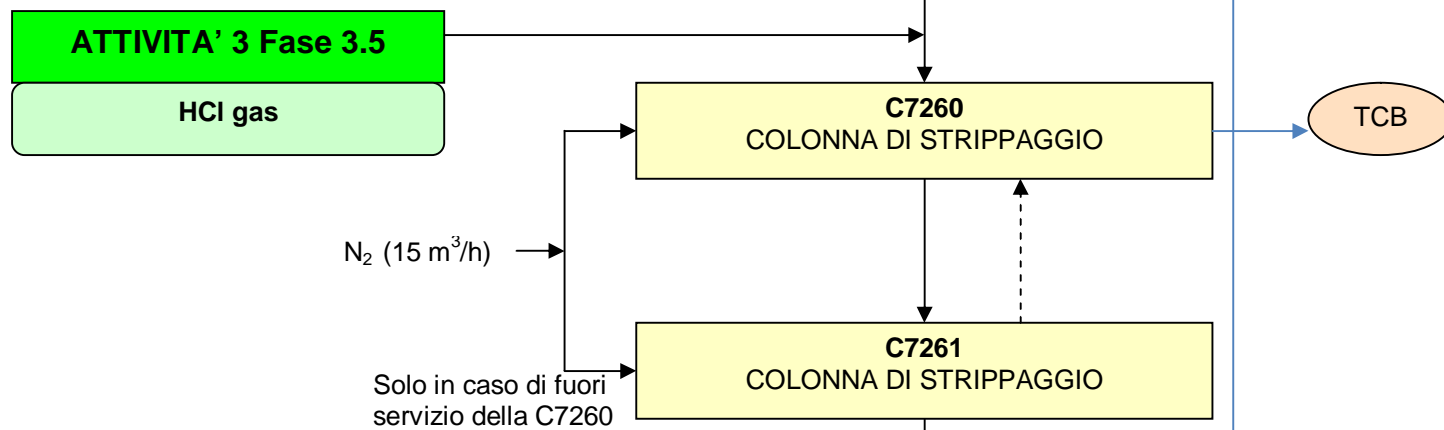 ATTIVITA’ 3 Fase 3.5
HCl gas
C7260
COLONNA DI STRIPPAGGIO
TCB
N₂ (15 m³/h)
C7261
COLONNA DI STRIPPAGGIO
Solo in caso di fuori
servizio della C7260